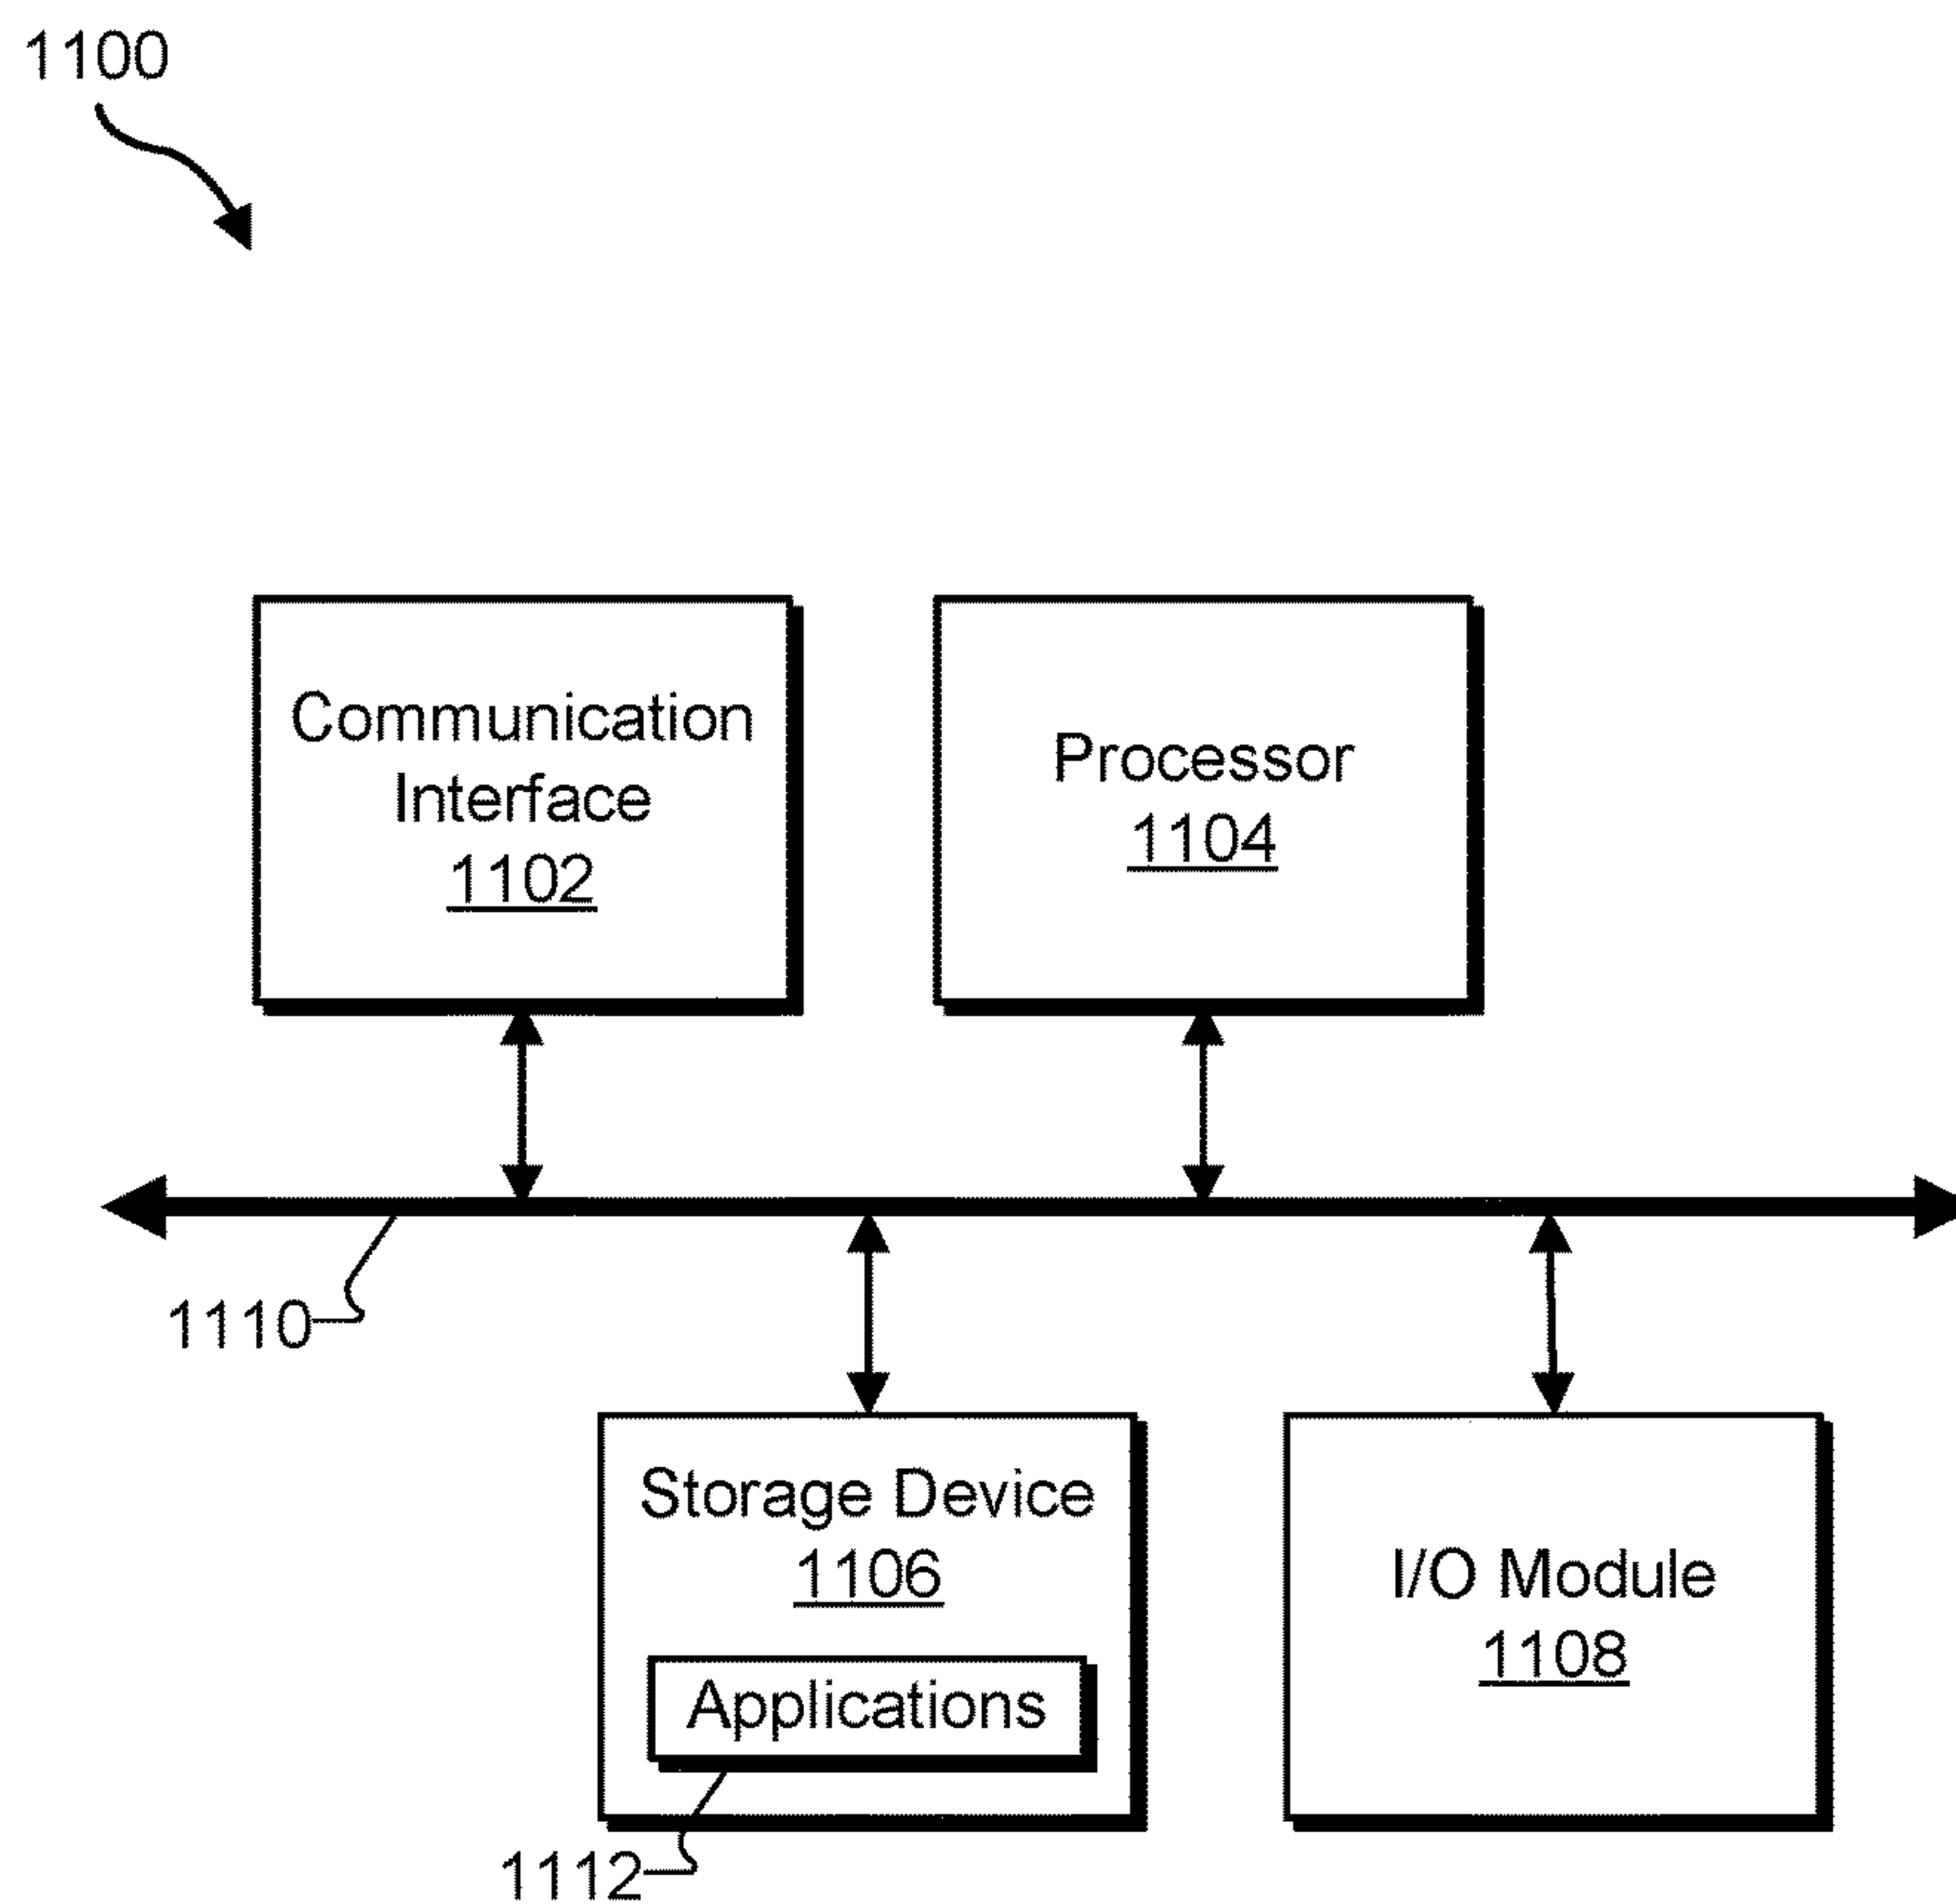 1100
Communication
Interface
1102
Processor
1104
1110
Storage Device
1106
Applications
1112
I/O Module
1108